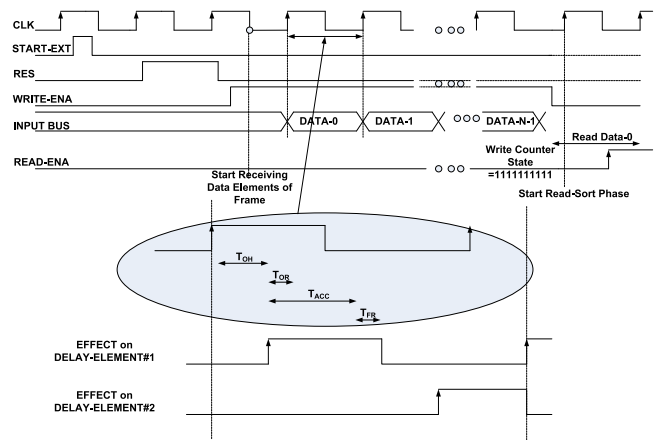 CLK
START-EXT
RES
WRITE-ENA
INPUT BUS
DATA-0
DATA-1
DATA-N-1
Read Data-0
READ-ENA
Start Receiving
Data Elements of
Frame
Write Counter
State
=1111111111
Start Read-Sort Phase
TOH
TOR
TACC
TFR
EFFECT on
DELAY-ELEMENT#1
EFFECT on
DELAY-ELEMENT#2